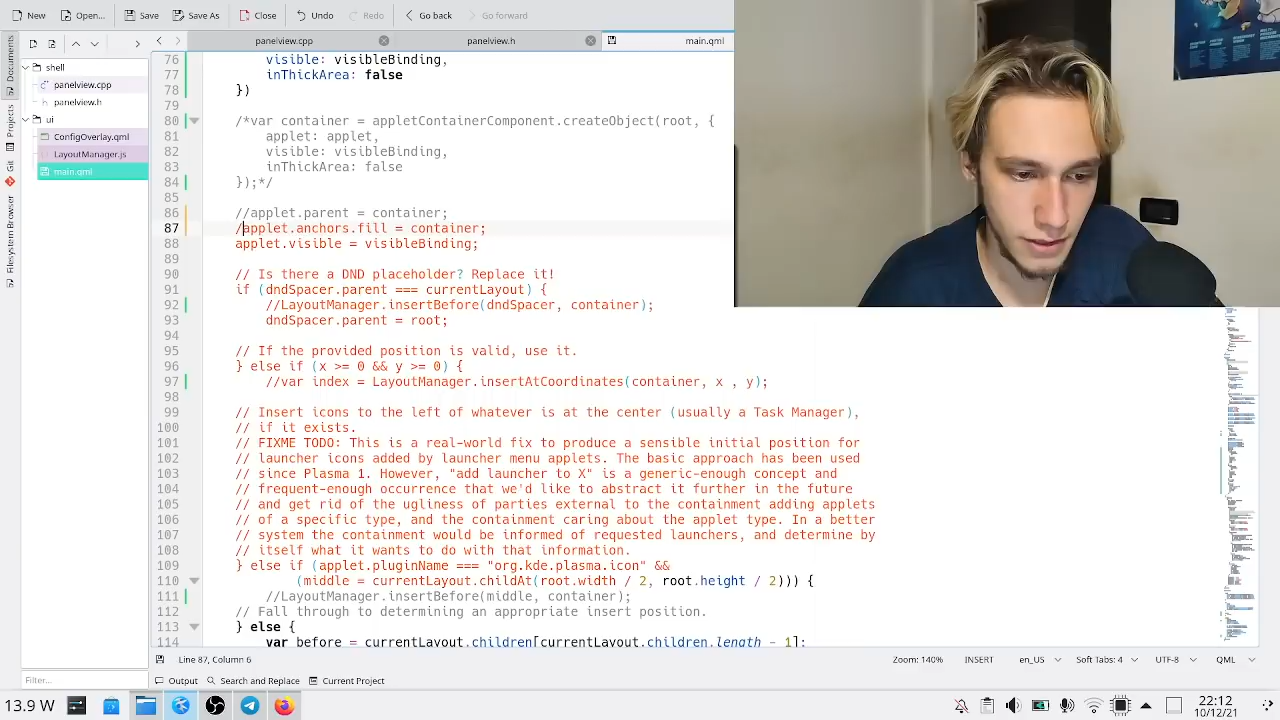 New Open Save Save As Close Undo Redo Go back Go forward
panelview.cpp panelview.h main.qml
Documents
Project
Git
Filesystem Browser
shell
panelview.cpp
panelview.h
ui
ConfigOverlay.qml
LayoutManager.js
main.qml
76 visible: visibleBinding,
77 inThickArea: false
78 })
79
80 /*var container = appletContainerComponent.createObject(root, {
81 applet: applet,
82 visible: visibleBinding,
83 inThickArea: false
84 });*/
85
86 //applet.parent = container;
87 /applet.anchors.fill = container;
88 applet.visible = visibleBinding;
89
90 // Is there a DND placeholder? Replace it!
91 if (dndSpacer.parent === currentLayout) {
92 //LayoutManager.insertBefore(dndSpacer, container);
93 dndSpacer.parent = root;
94
95 // If the provided position is valid, use it.
96 } else if (x >= 0 && y >= 0) {
97 //var index = LayoutManager.insertAtCoordinates(container, x , y);
98
99 // Insert icons to the left of whatever is at the center (usually a Task Manager),
100 // if it exists.
101 // FIXME TODO: This is a real-world fix to produce a sensible initial position for
102 // launcher icons added by launcher menu applets. The basic approach has been used
103 // since Plasma 1. However, "add launcher to X" is a generic-enough concept and
104 // frequent-enough occurrence that we'd like to abstract it further in the future
105 // and get rid of the ugliness of parties external to the containment adding applets
106 // of a specific type, and the containment caring about the applet type. In a better
107 // system the containment would be informed of requested launchers, and determine by
108 // itself what it wants to do with that information.
109 } else if (applet.pluginName === "org.kde.plasma.icon" &&
110 (middle = currentLayout.childAt(root.width / 2, root.height / 2))) {
111 //LayoutManager.insertBefore(middle, container);
112 // Fall through to determining an appropriate insert position.
113 } else {
114 var before = currentLayout.children[currentLayout.children.length - 1];
Line 87, Column 6 Zoom: 140% INSERT en_US Soft Tabs: 4 UTF-8 QML
Filter... Output Search and Replace Current Project
13.9 W 22:12
10/12/21